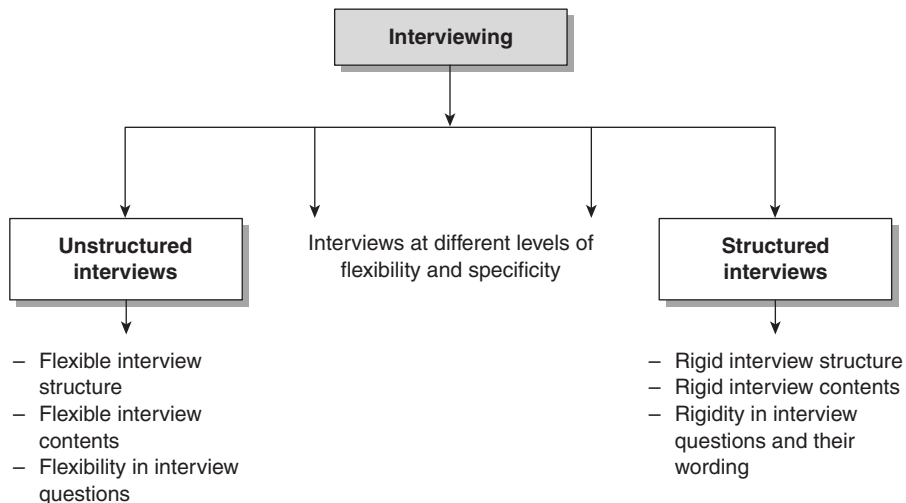 Interviewing
Unstructured
interviews
Interviews at different levels of
flexibility and specificity
Structured
interviews
– Flexible interview
structure
– Flexible interview
contents
– Flexibility in interview
questions
– Rigid interview structure
– Rigid interview contents
– Rigidity in interview
questions and their
wording